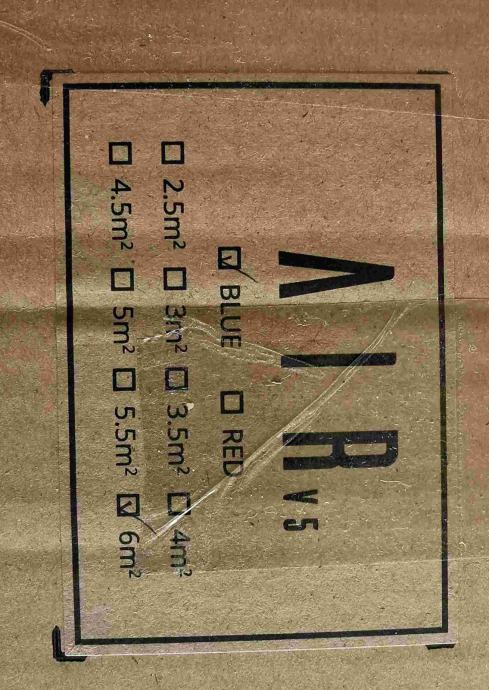 AIR V5
☑ BLUE ☐ RED
☐ 2.5m² ☐ 3m² ☐ 3.5m² ☐ 4m²
☐ 4.5m² ☐ 5m² ☐ 5.5m² ☑ 6m²